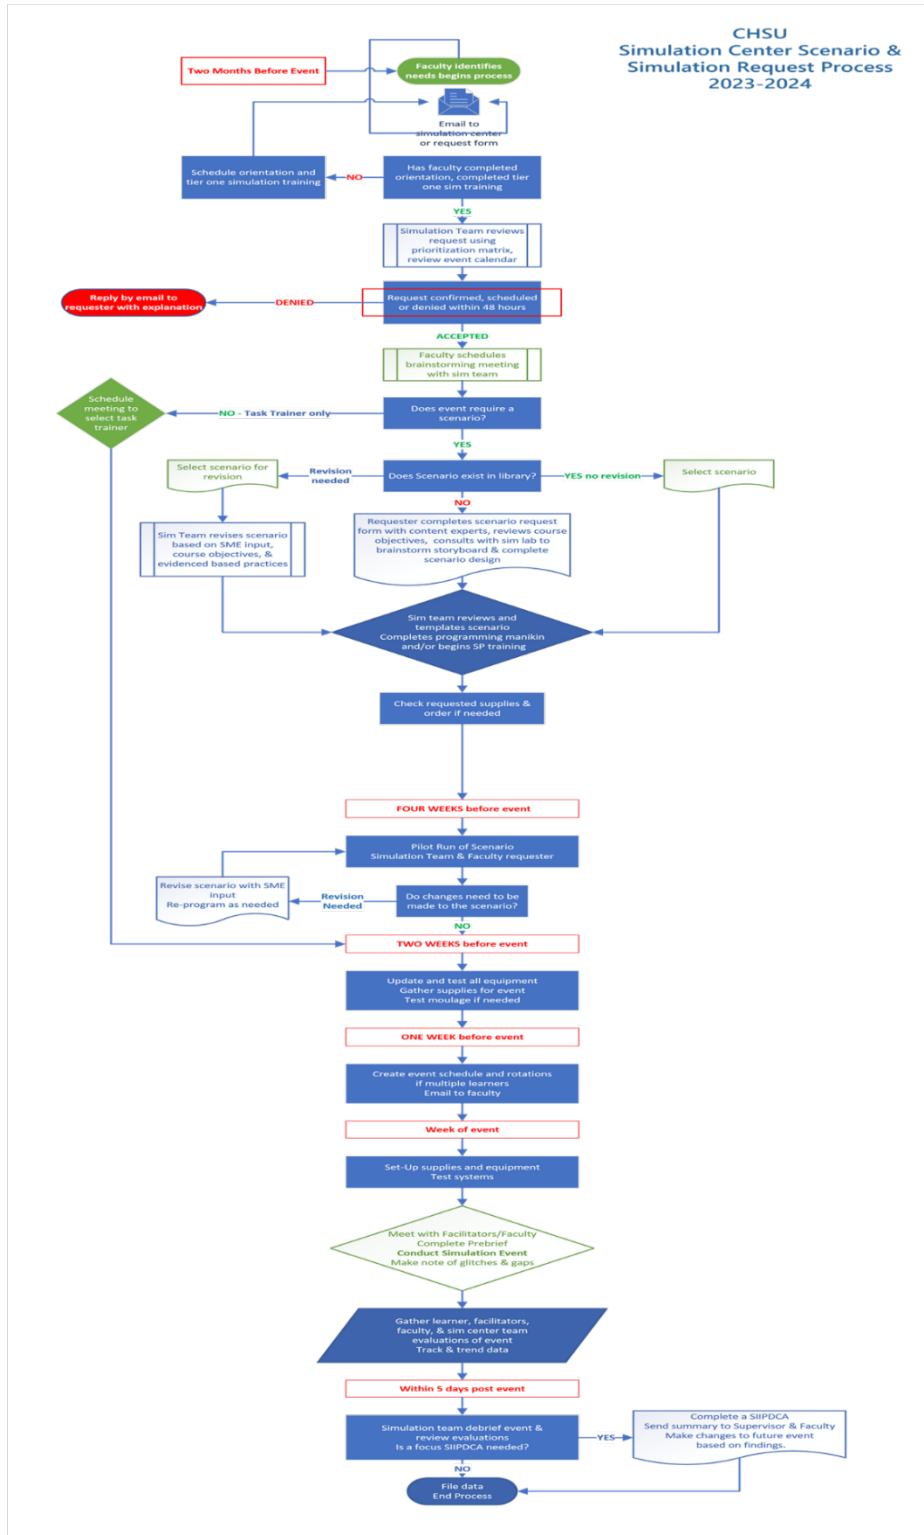 CHSU
Simulation Center Scenario &
Simulation Request Process
2023-2024
Two Months Before Event
Faculty identifies
needs begins process
Email to
simulation center
or request form
Schedule orientation and
tier one simulation training
NO
Has faculty completed
orientation, completed tier
one sim training
YES
Simulation Team reviews
request using
prioritization matrix,
review event calendar
Reply by email to
requester with explanation
DENIED
Request confirmed, scheduled
or denied within 48 hours
ACCEPTED
Faculty schedules
brainstorming meeting
with sim team
Schedule
meeting to
select task
trainer
NO - Task Trainer only
Does event require a
scenario?
YES
Select scenario for
revision
Revision
needed
Does Scenario exist in library?
YES no revision
Select scenario
NO
Sim Team revises scenario
based on SME input,
course objectives, &
evidenced based practices
Requester completes scenario request
form with content experts, reviews course
objectives, consults with sim lab to
brainstorm storyboard & complete
scenario design
Sim team reviews and
templates scenario
Completes programming manikin
and/or begins SP training
Check requested supplies &
order if needed
FOUR WEEKS before event
Pilot Run of Scenario
Simulation Team & Faculty requester
Revise scenario with SME
input
Re-program as needed
Revision
Needed
Do changes need to be
made to the scenario?
NO
TWO WEEKS before event
Update and test all equipment
Gather supplies for event
Test moulage if needed
ONE WEEK before event
Create event schedule and rotations
if multiple learners
Email to faculty
Week of event
Set-Up supplies and equipment
Test systems
Meet with Facilitators/Faculty
Complete Prebrief
Conduct Simulation Event
Make note of glitches & gaps
Gather learner, facilitators,
faculty, & sim center team
evaluations of event
Track & trend data
Within 5 days post event
Simulation team debrief event &
review evaluations
Is a focus SIIPDCA needed?
YES
Complete a SIIPDCA
Send summary to Supervisor & Faculty
Make changes to future event
based on findings.
NO
File data
End Process